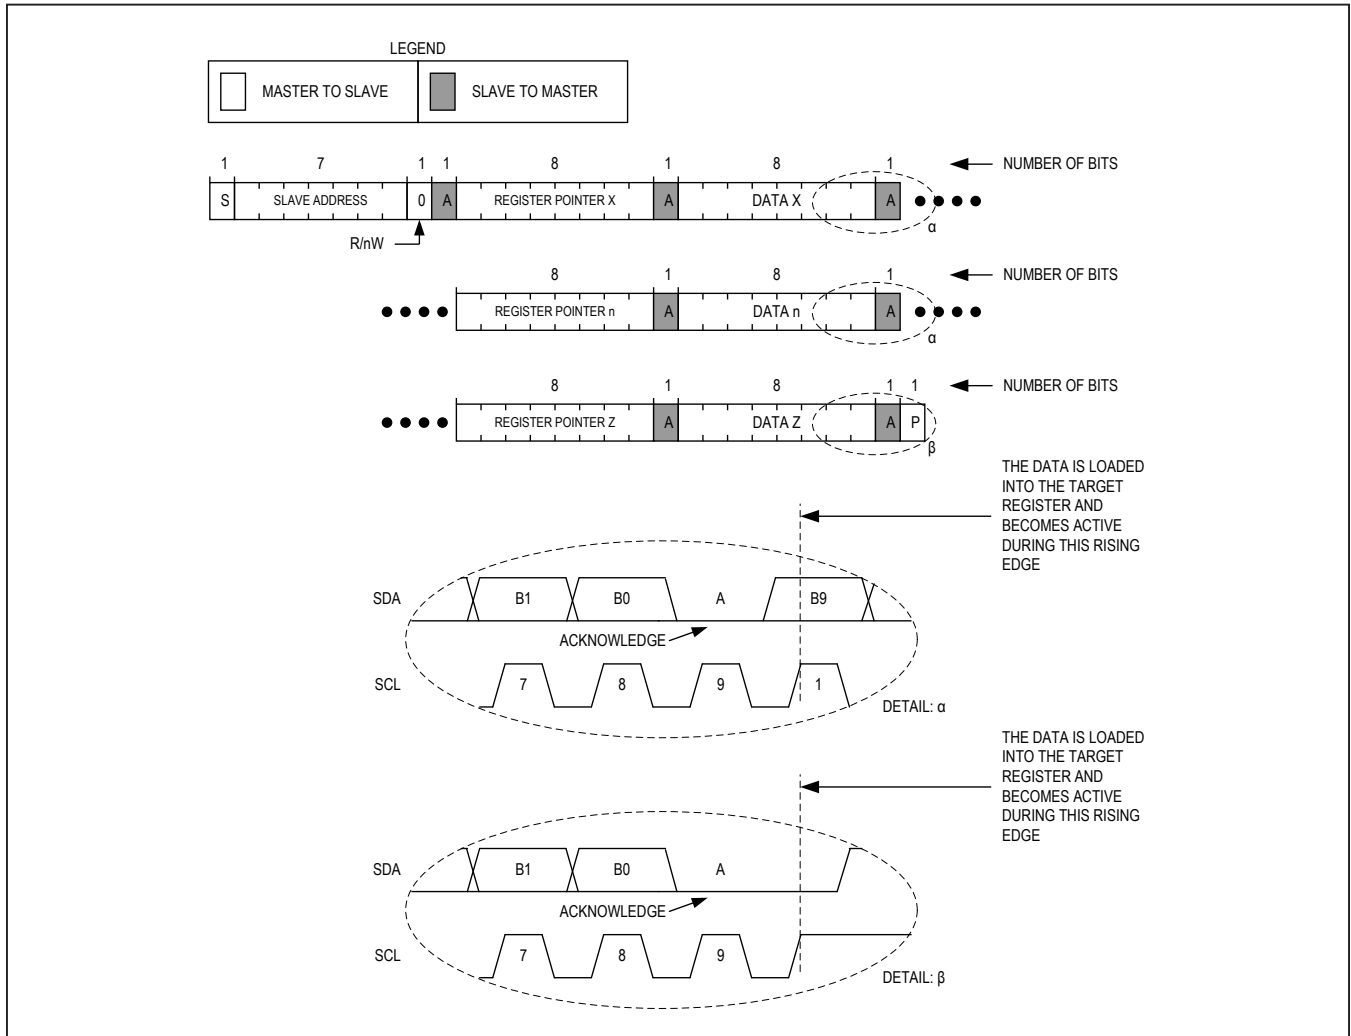 LEGEND
MASTER TO SLAVE SLAVE TO MASTER
1 7 1 1 8 1 8 1 NUMBER OF BITS
S SLAVE ADDRESS 0 A REGISTER POINTER X A DATA X A
α
R/nW
8 1 8 1 NUMBER OF BITS
REGISTER POINTER n A DATA n A
α
8 1 8 1 1 NUMBER OF BITS
REGISTER POINTER Z A DATA Z A P
β
THE DATA IS LOADED
INTO THE TARGET
REGISTER AND
BECOMES ACTIVE
DURING THIS RISING
EDGE
SDA B1 B0 A B9
ACKNOWLEDGE
SCL 7 8 9 1
DETAIL: α
THE DATA IS LOADED
INTO THE TARGET
REGISTER AND
BECOMES ACTIVE
DURING THIS RISING
EDGE
SDA B1 B0 A
ACKNOWLEDGE
SCL 7 8 9
DETAIL: β